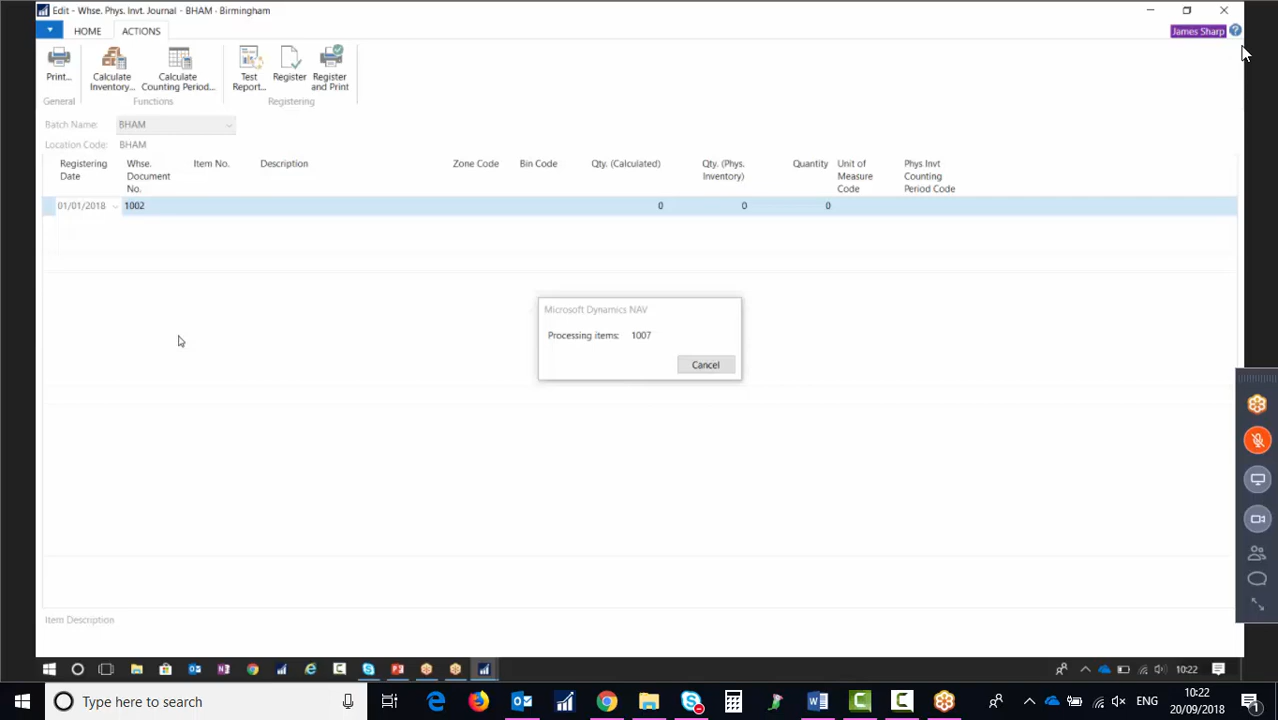 Edit - Whse. Phys. Invt. Journal - BHAM - Birmingham
HOME
ACTIONS
James Sharp
?
Print...
Calculate Inventory...
Calculate Counting Period...
Test Report...
Register
Register and Print
General
Functions
Registering
Batch Name:
BHAM
Location Code:
BHAM
Registering Date
Whse. Document No.
Item No.
Description
Zone Code
Bin Code
Qty. (Calculated)
Qty. (Phys. Inventory)
Quantity
Unit of Measure Code
Phys Invt Counting Period Code
01/01/2018
1002
0
0
0
Microsoft Dynamics NAV
Processing items: 1007
Cancel
Item Description
10:22
Type here to search
ENG
10:22
20/09/2018
1